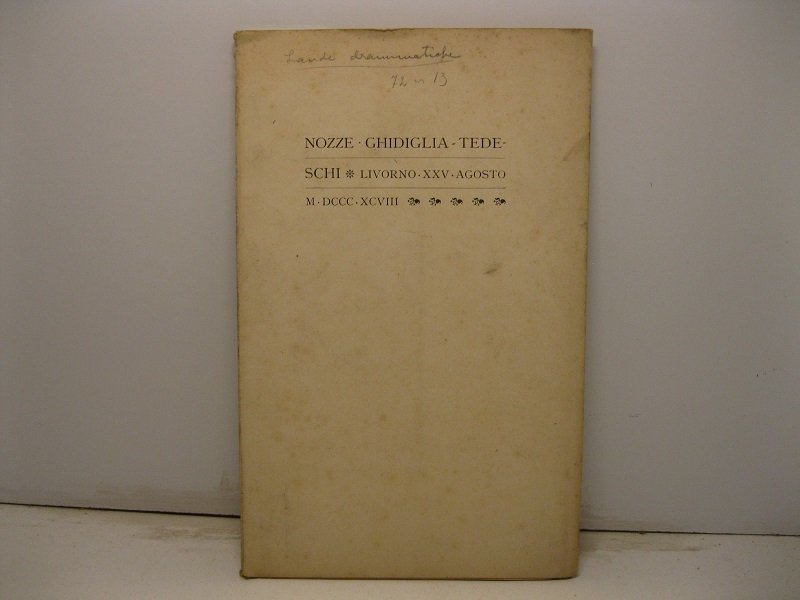 Laude drammatiche
72 n 13
NOZZE · GHIDIGLIA - TEDE-
SCHI ❊ LIVORNO · XXV · AGOSTO
M · DCCC · XCVIII